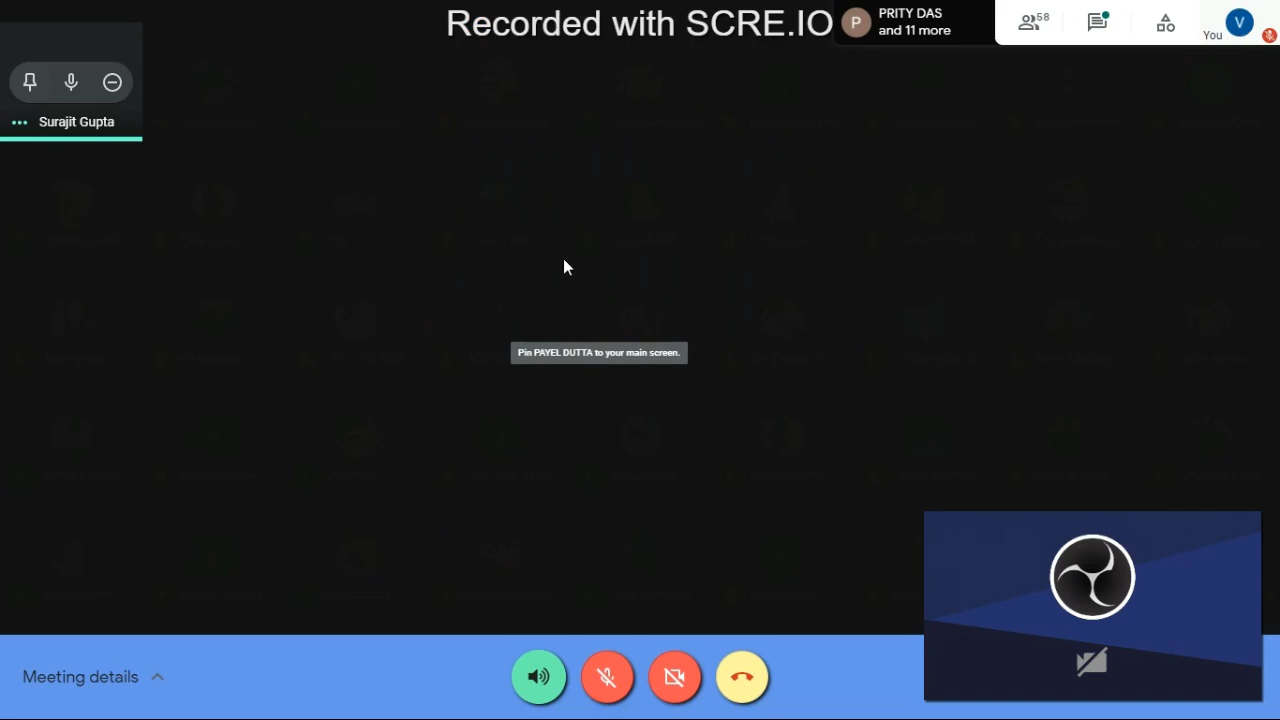 Recorded with SCRE.IO
P
PRITY DAS
and 11 more
58
You
V
Surajit Gupta
Pin PAYEL DUTTA to your main screen.
Meeting details